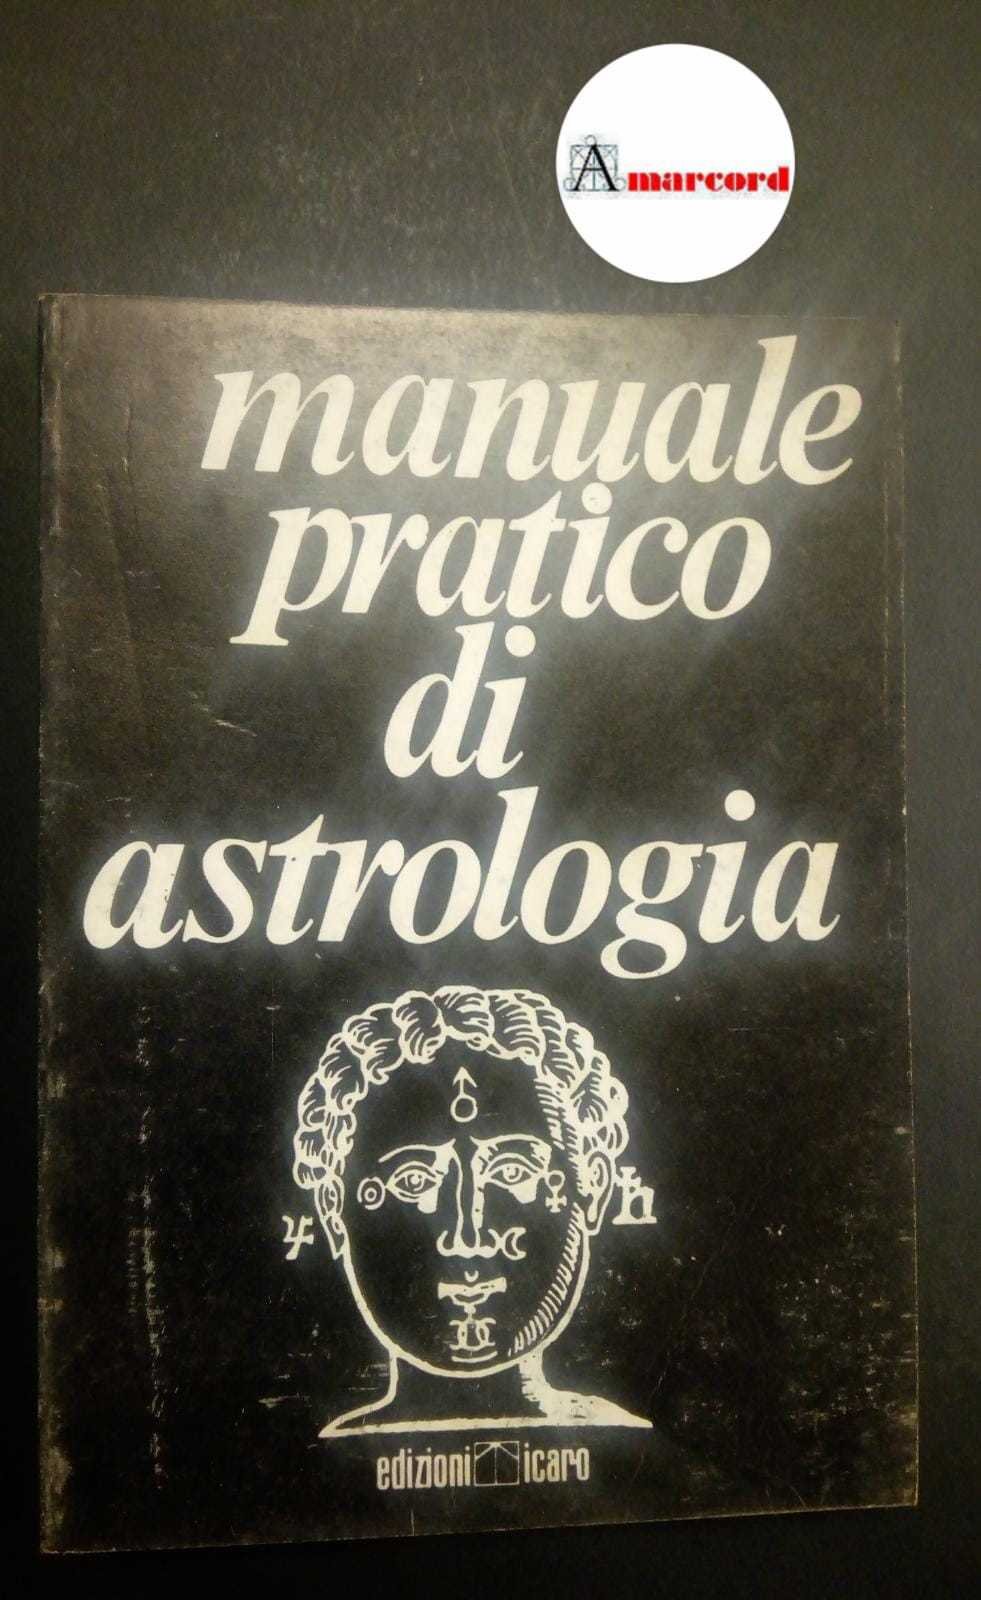 Amarcord
manuale
pratico
di
astrologia
edizioni icaro